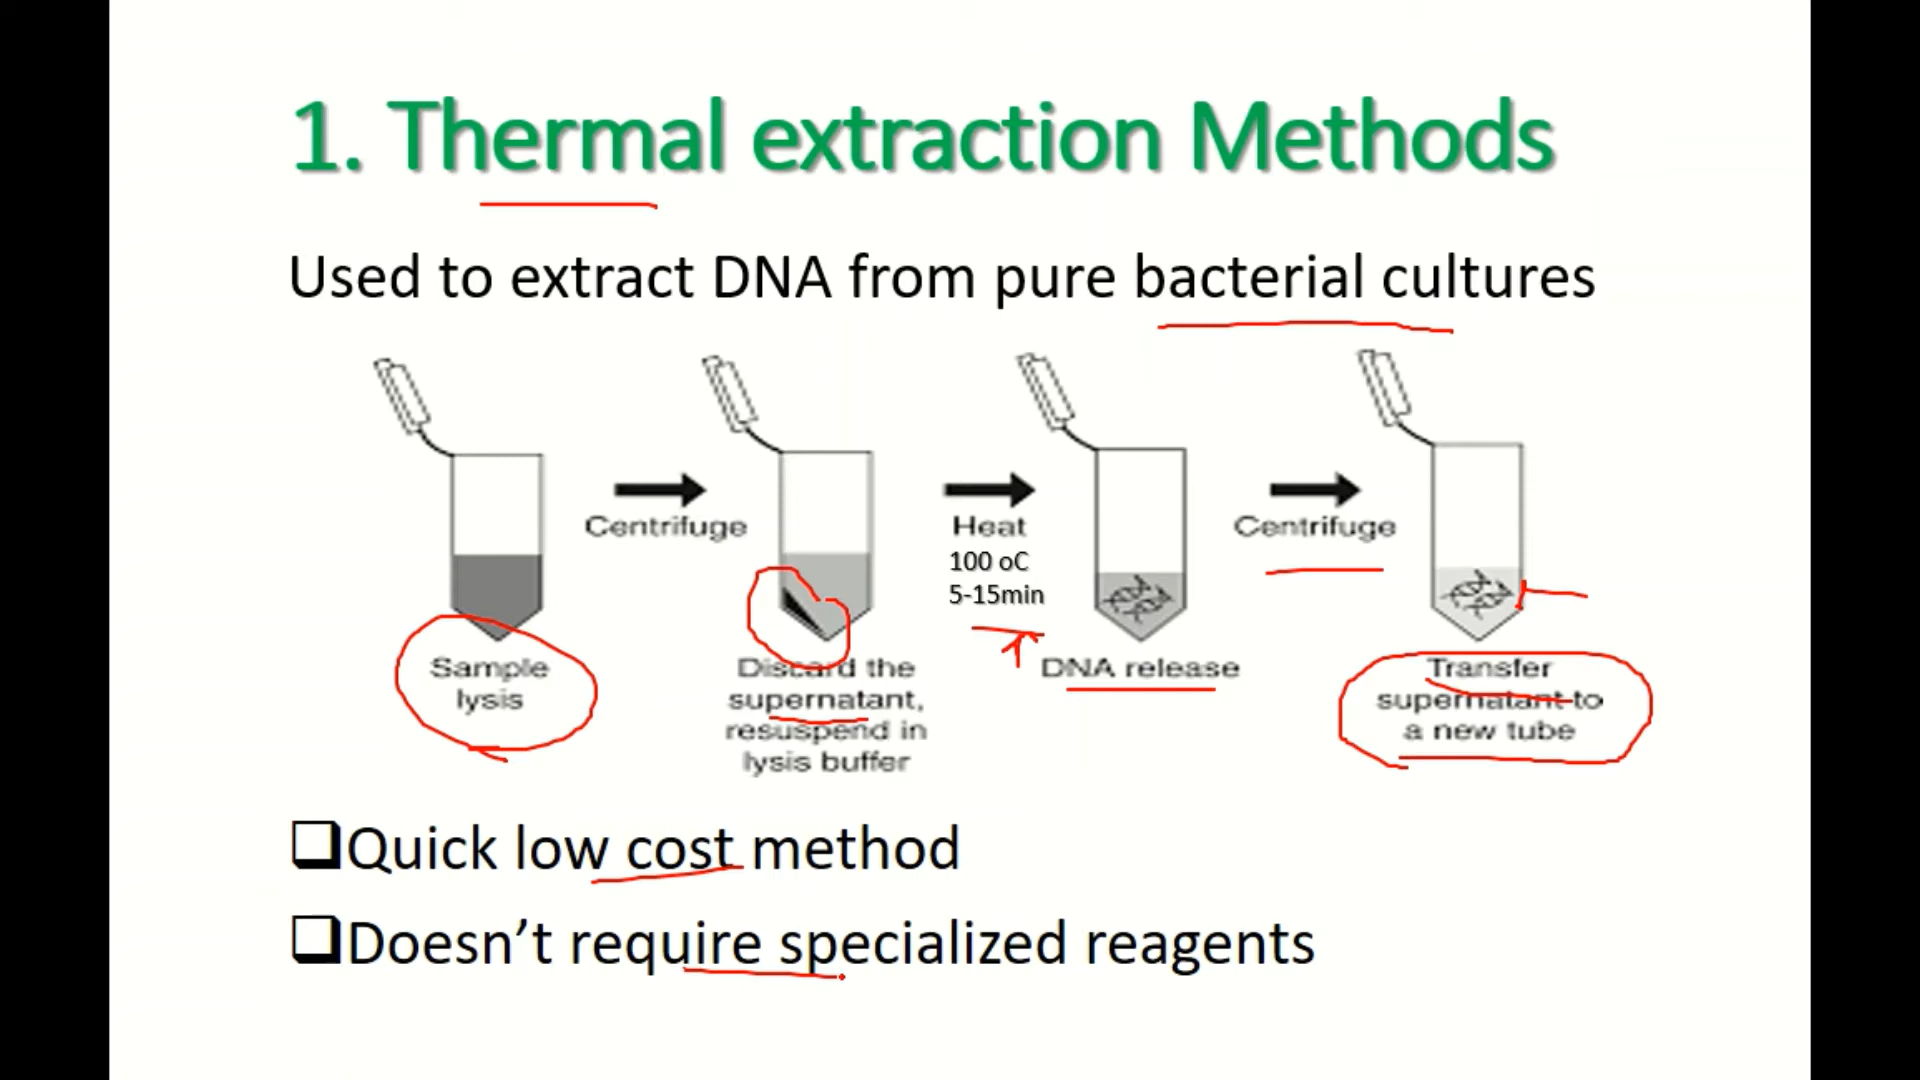 1. Thermal extraction Methods
Used to extract DNA from pure bacterial cultures
Centrifuge
Heat
100 oC
5-15min
Centrifuge
Sample
lysis
Discard the
supernatant,
resuspend in
lysis buffer
DNA release
Transfer
supernatant to
a new tube
Quick low cost method
Doesn’t require specialized reagents